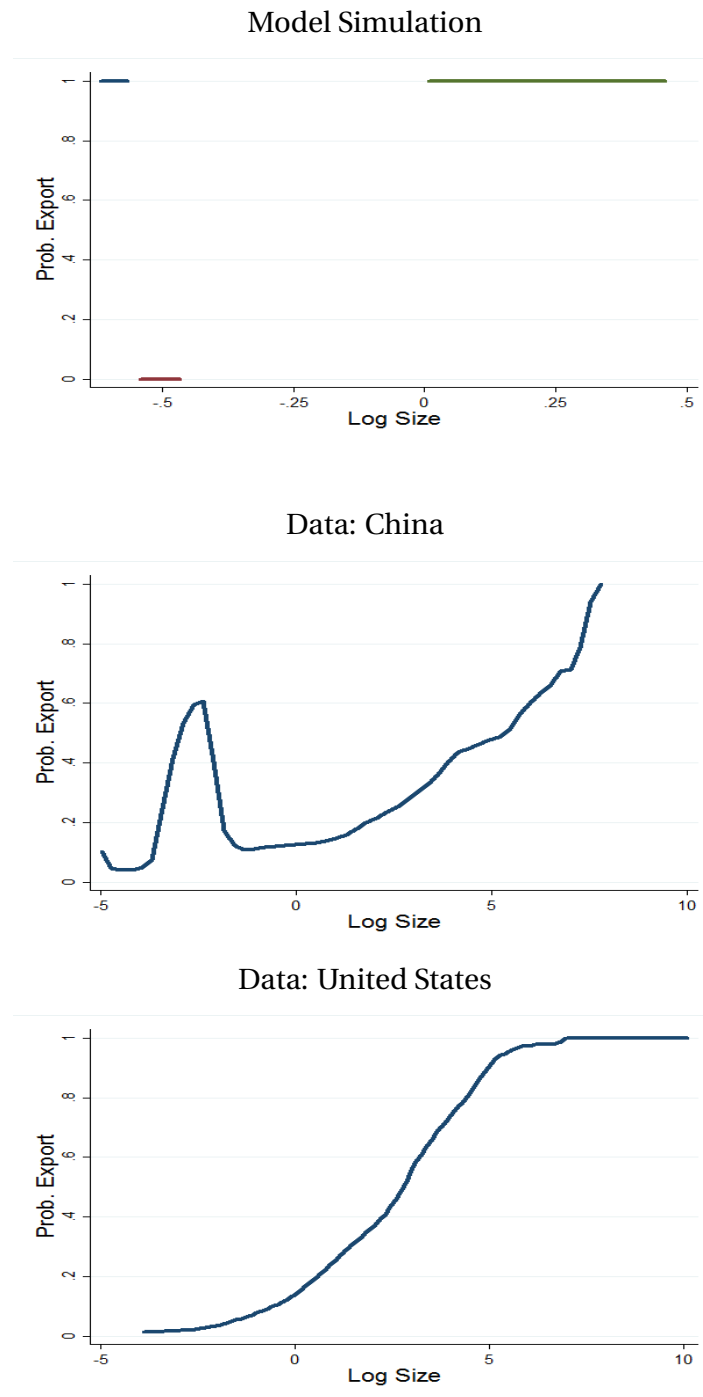 Model Simulation
Prob. Export
1
.8
.6
.4
.2
0
-.5 -.25 0 .25 .5
Log Size
Data: China
Prob. Export
1
.8
.6
.4
.2
0
-5 0 5 10
Log Size
Data: United States
Prob. Export
1
.8
.6
.4
.2
0
-5 0 5 10
Log Size